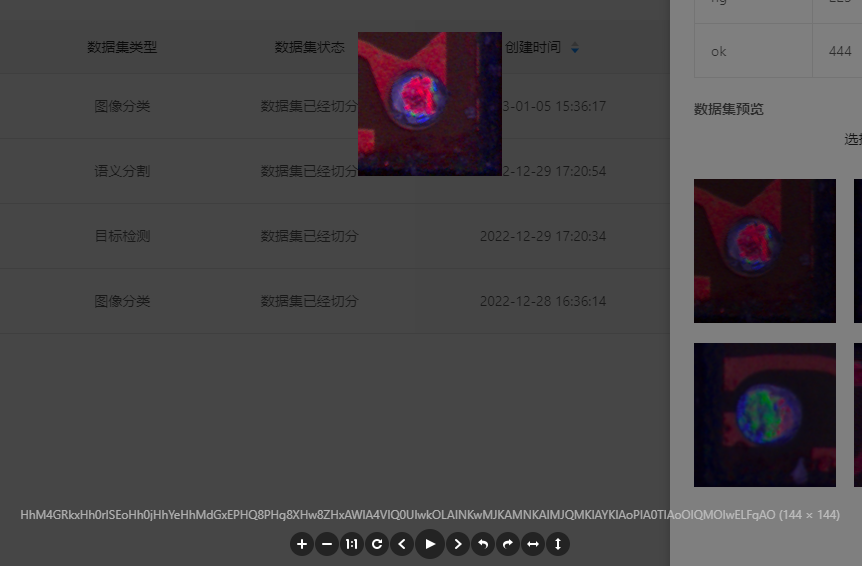 ng 229
ok 444
数据集类型 数据集状态 创建时间
图像分类 数据集已经切分 3-01-05 15:36:17
语义分割 数据集已经切分 2-12-29 17:20:54
目标检测 数据集已经切分 2022-12-29 17:20:34
图像分类 数据集已经切分 2022-12-28 16:36:14
数据集预览
选择
(144 × 144)
1:1